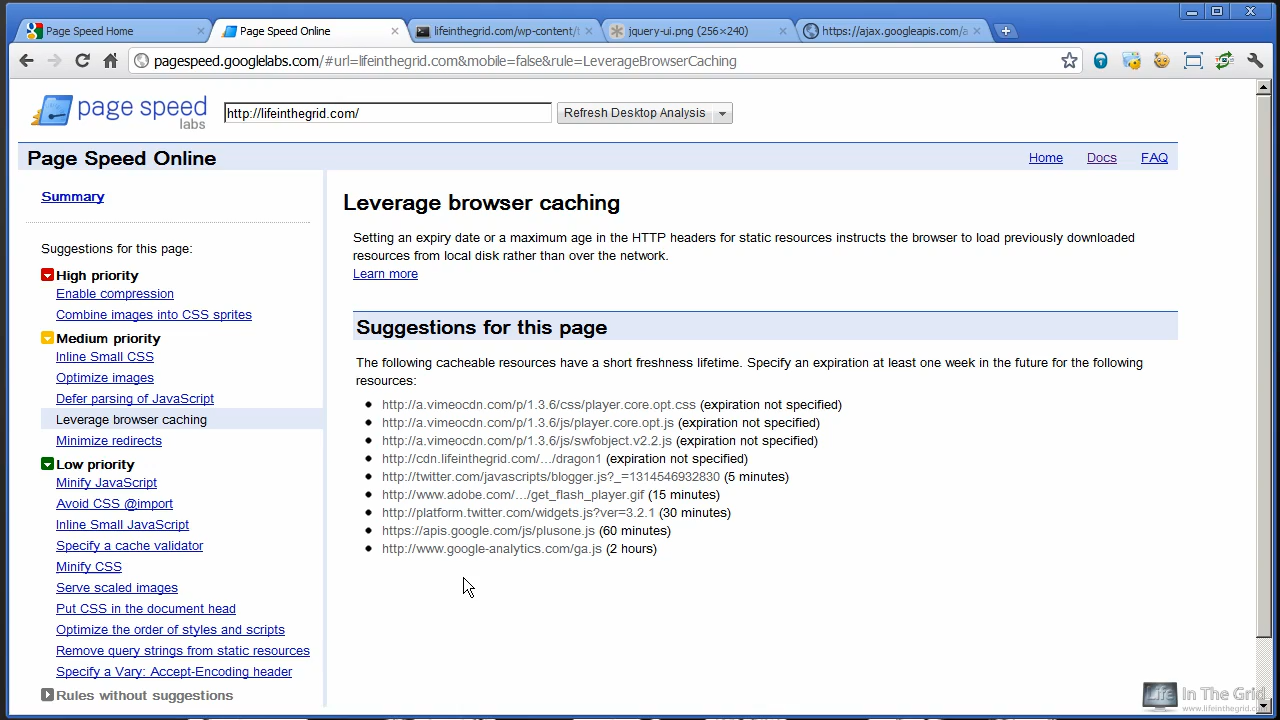 Page Speed Home
Page Speed Online
lifeinthegrid.com/wp-content/t
jquery-ui.png (256×240)
https://ajax.googleapis.com/a
pagespeed.googlelabs.com/#url=lifeinthegrid.com&mobile=false&rule=LeverageBrowserCaching
page speed
labs
http://lifeinthegrid.com/
Refresh Desktop Analysis
Page Speed Online
Home
Docs
FAQ
Summary
Suggestions for this page:
High priority
Enable compression
Combine images into CSS sprites
Medium priority
Inline Small CSS
Optimize images
Defer parsing of JavaScript
Leverage browser caching
Minimize redirects
Low priority
Minify JavaScript
Avoid CSS @import
Inline Small JavaScript
Specify a cache validator
Minify CSS
Serve scaled images
Put CSS in the document head
Optimize the order of styles and scripts
Remove query strings from static resources
Specify a Vary: Accept-Encoding header
Rules without suggestions
Leverage browser caching
Setting an expiry date or a maximum age in the HTTP headers for static resources instructs the browser to load previously downloaded
resources from local disk rather than over the network.
Learn more
Suggestions for this page
The following cacheable resources have a short freshness lifetime. Specify an expiration at least one week in the future for the following
resources:
http://a.vimeocdn.com/p/1.3.6/css/player.core.opt.css (expiration not specified)
http://a.vimeocdn.com/p/1.3.6/js/player.core.opt.js (expiration not specified)
http://a.vimeocdn.com/p/1.3.6/js/swfobject.v2.2.js (expiration not specified)
http://cdn.lifeinthegrid.com/.../dragon1 (expiration not specified)
http://twitter.com/javascripts/blogger.js?_=1314546932830 (5 minutes)
http://www.adobe.com/.../get_flash_player.gif (15 minutes)
http://platform.twitter.com/widgets.js?ver=3.2.1 (30 minutes)
https://apis.google.com/js/plusone.js (60 minutes)
http://www.google-analytics.com/ga.js (2 hours)
Life In The Grid
www.lifeinthegrid.co